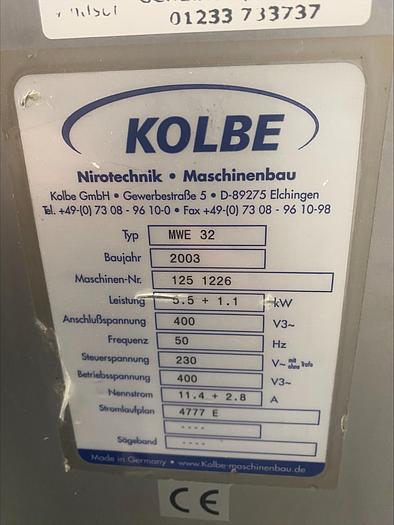 01233 733737
KOLBE
Nirotechnik • Maschinenbau
Kolbe GmbH • Gewerbestraße 5 • D-89275 Elchingen
Tel. +49-(0) 73 08 - 96 10-0 • Fax +49-(0) 73 08 - 96 10-98
Typ MWE 32
Baujahr 2003
Maschinen-Nr. 125 1226
Leistung 5.5 + 1.1 kW
Anschlußspannung 400 V3~
Frequenz 50 Hz
Steuerspannung 230 V~ mit ohne Trafo
Betriebsspannung 400 V3~
Nennstrom 11.4 + 2.8 A
Stromlaufplan 4777 E
----
Sägeband ----
Made in Germany • www.Kolbe-maschinenbau.de
CE